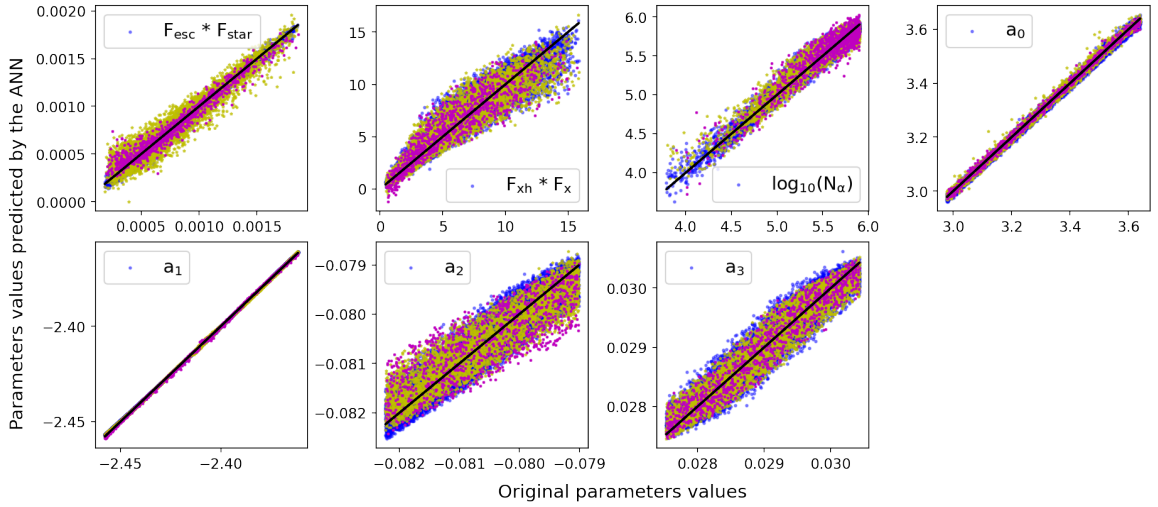 Parameters values predicted by the ANN
0.0020
0.0015
0.0010
0.0005
0.0000
F_esc * F_star
0.0005 0.0010 0.0015
15
10
5
0
F_xh * F_x
0 5 10 15
6.0
5.5
5.0
4.5
4.0
log_10(N_α)
4.0 4.5 5.0 5.5 6.0
3.6
3.4
3.2
3.0
a_0
3.0 3.2 3.4 3.6
−2.40
−2.45
a_1
−2.45 −2.40
−0.079
−0.080
−0.081
−0.082
a_2
−0.082 −0.081 −0.080 −0.079
0.030
0.029
0.028
a_3
0.028 0.029 0.030
Original parameters values